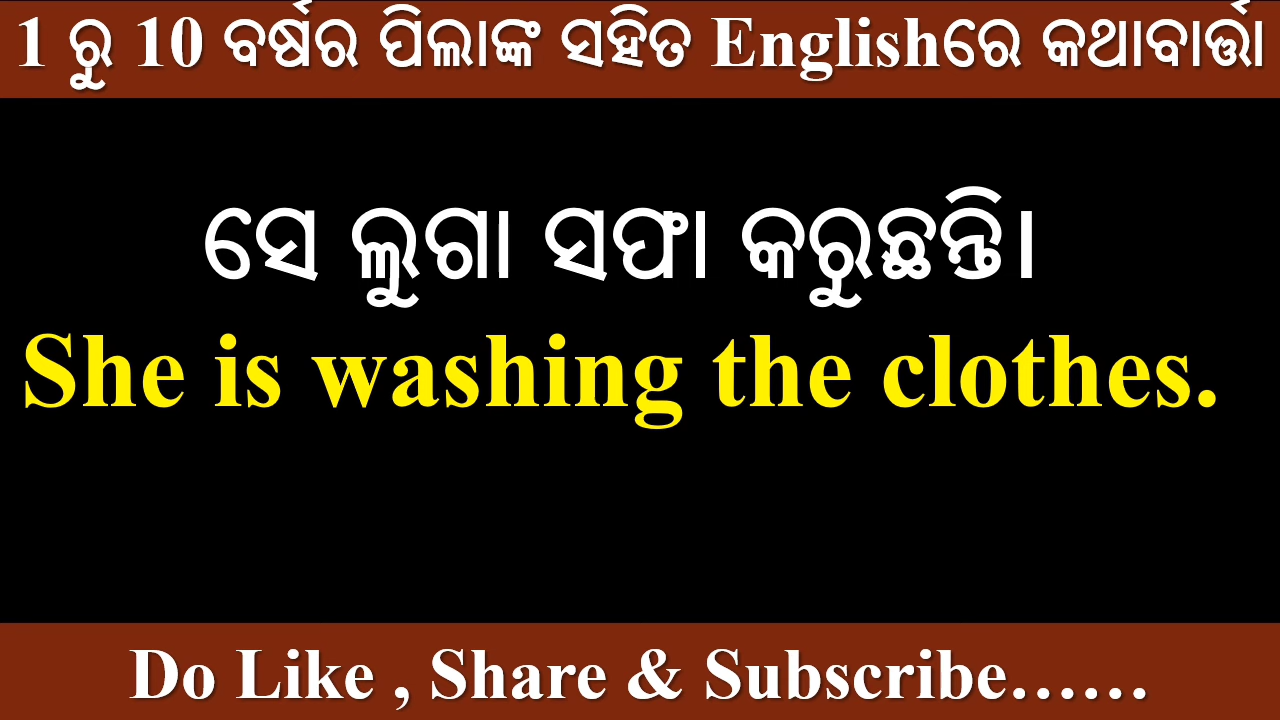 1 ରୁ 10 ବର୍ଷର ପିଲାଙ୍କ ସହିତ Englishରେ କଥାବାର୍ତ୍ତା
ସେ ଲୁଗା ସଫା କରୁଛନ୍ତି।
She is washing the clothes.
Do Like , Share & Subscribe……